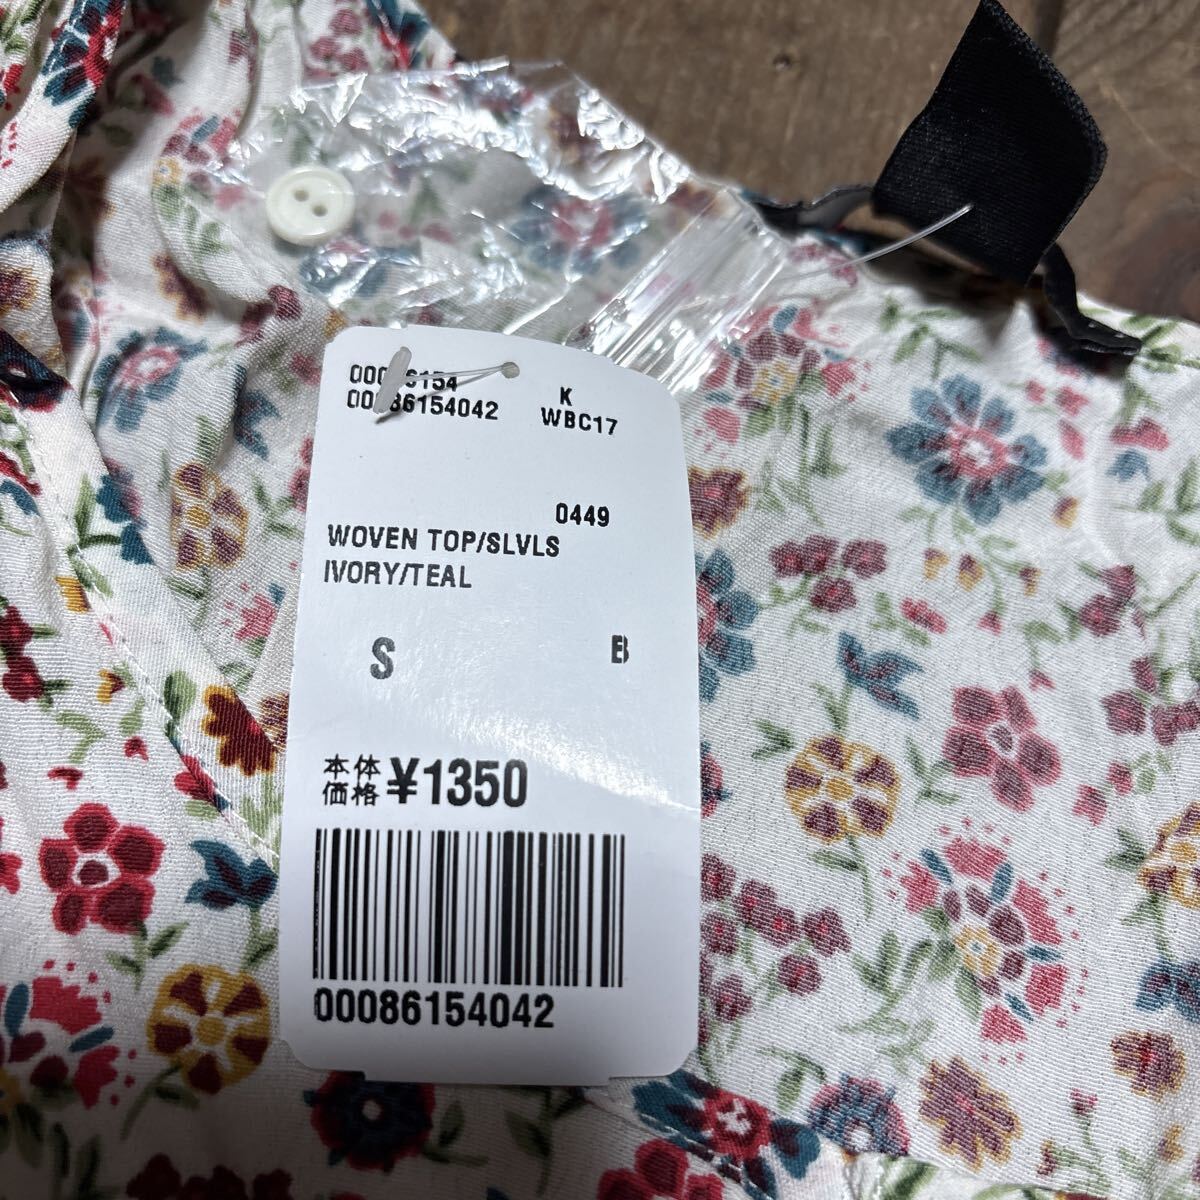 00086154 K
00086154042 WBC17
0449
WOVEN TOP/SLVLS
IVORY/TEAL
S B
本体
価格 ¥1350
00086154042